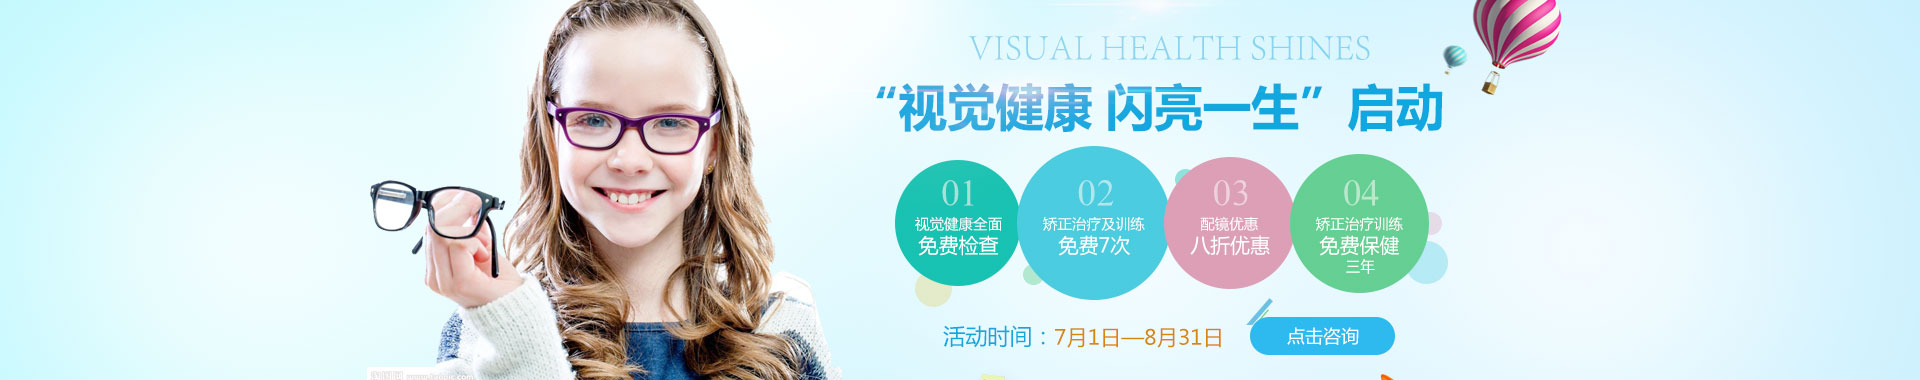 VISUAL HEALTH SHINES
“视觉健康 闪亮一生”启动
01
视觉健康全面
免费检查
02
矫正治疗及训练
免费7次
03
配镜优惠
八折优惠
04
矫正治疗训练
免费保健
三年
活动时间：7月1日—8月31日
点击咨询